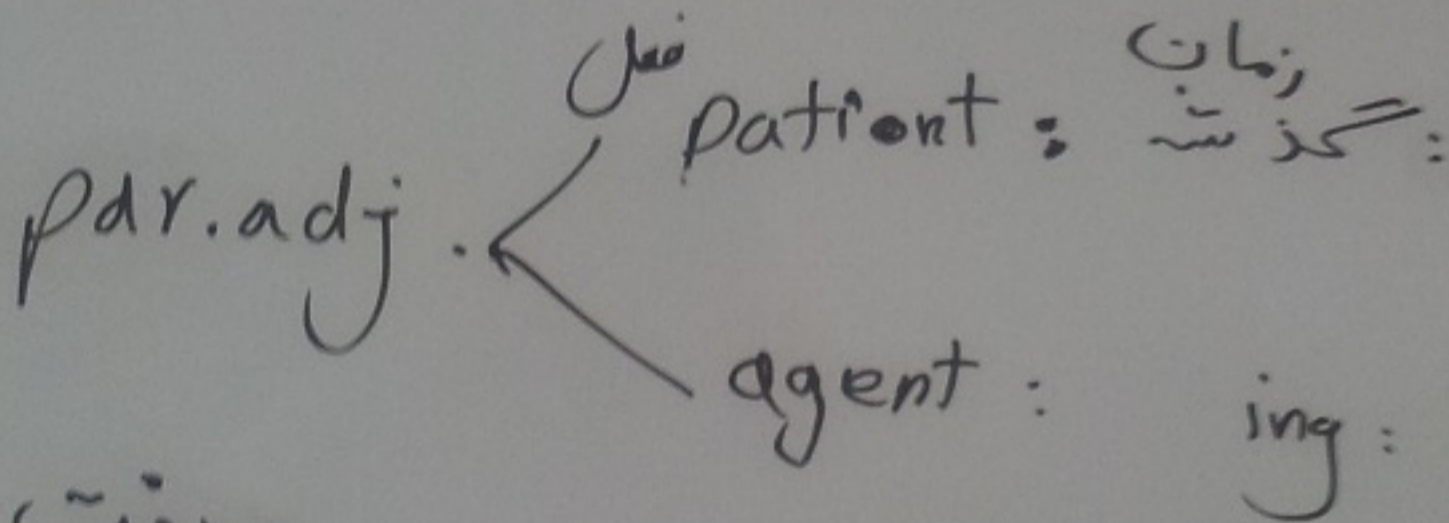 فعل
زمان
patient : گذشته :
par.adj.
agent : ing :